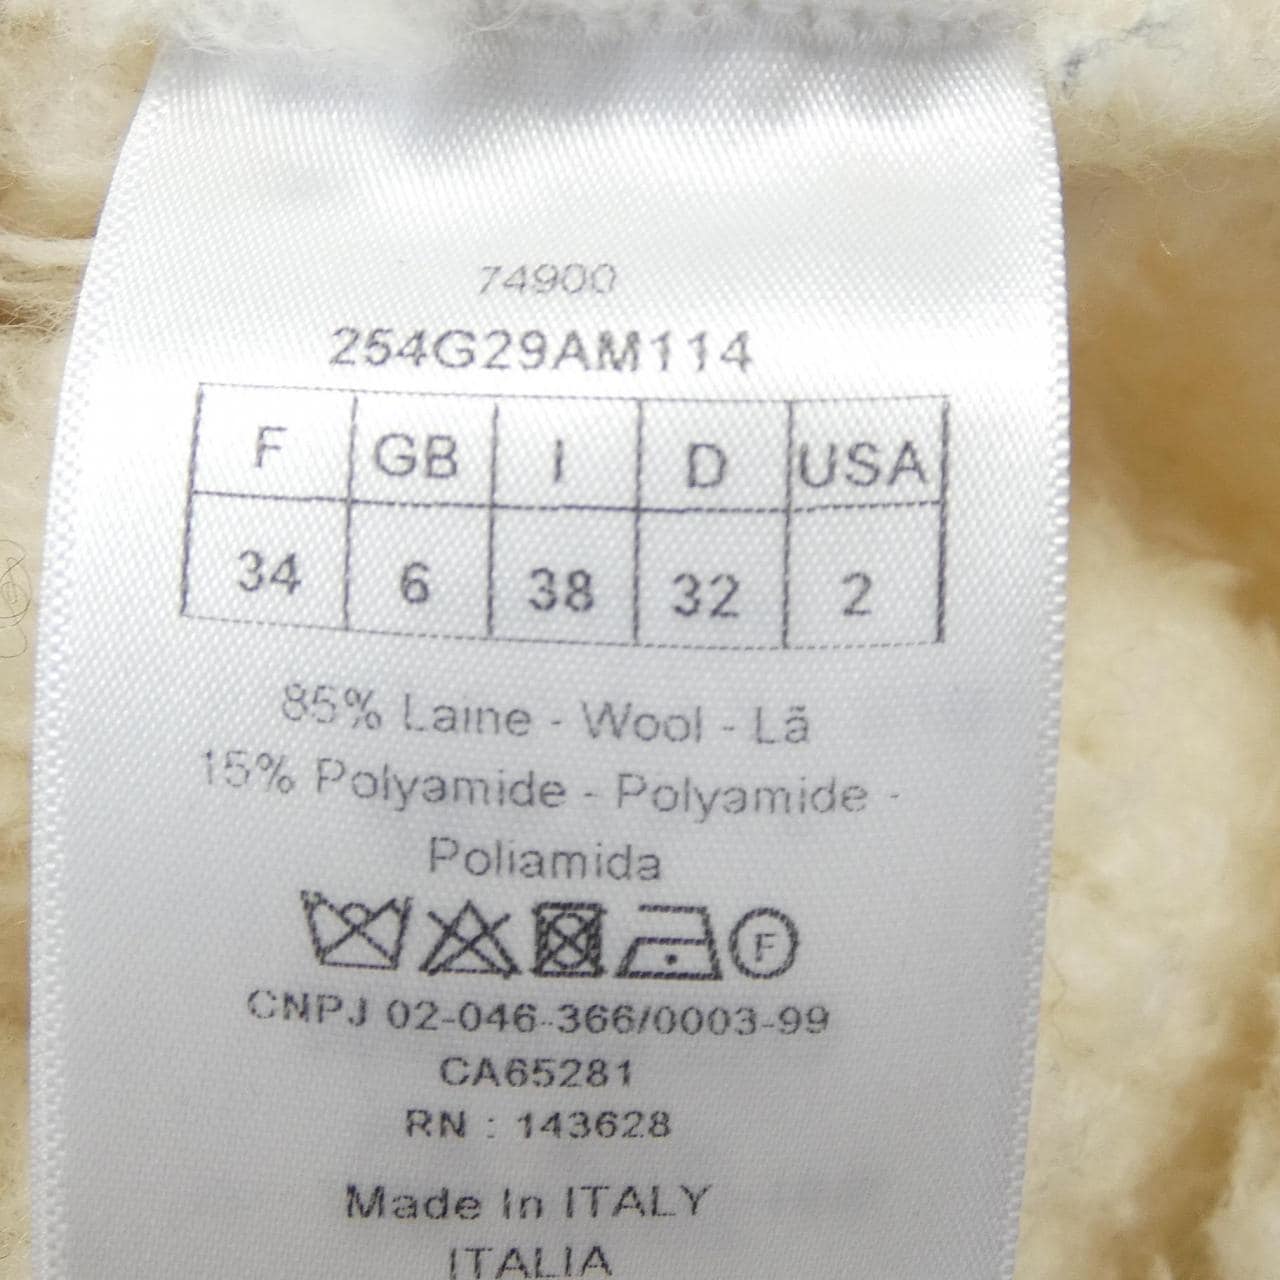 74900
254G29AM114
F GB I D USA
34 6 38 32 2
85% Laine - Wool - Lã
15% Polyamide - Polyamide -
Poliamida
F
CNPJ 02-046-366/0003-99
CA65281
RN : 143628
Made In ITALY
ITALIA